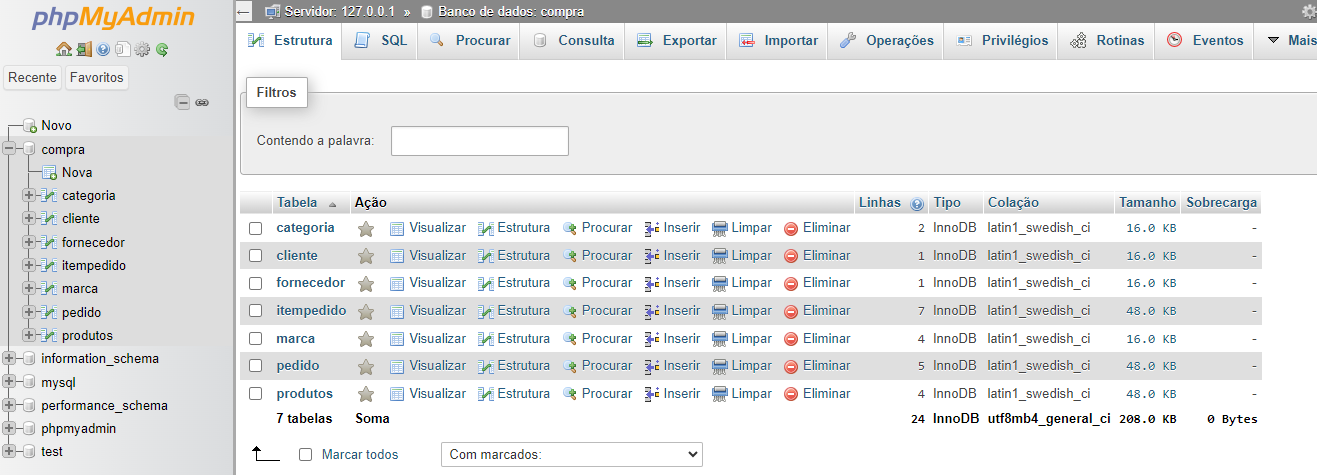 phpMyAdmin
Recente Favoritos
Novo
compra
Nova
categoria
cliente
fornecedor
itempedido
marca
pedido
produtos
information_schema
mysql
performance_schema
phpmyadmin
test
Servidor: 127.0.0.1 » Banco de dados: compra
Estrutura SQL Procurar Consulta Exportar Importar Operações Privilégios Rotinas Eventos Mais
Filtros
Contendo a palavra:
Tabela Ação Linhas Tipo Colação Tamanho Sobrecarga
categoria Visualizar Estrutura Procurar Inserir Limpar Eliminar 2 InnoDB latin1_swedish_ci 16.0 KB -
cliente Visualizar Estrutura Procurar Inserir Limpar Eliminar 1 InnoDB latin1_swedish_ci 16.0 KB -
fornecedor Visualizar Estrutura Procurar Inserir Limpar Eliminar 1 InnoDB latin1_swedish_ci 16.0 KB -
itempedido Visualizar Estrutura Procurar Inserir Limpar Eliminar 7 InnoDB latin1_swedish_ci 48.0 KB -
marca Visualizar Estrutura Procurar Inserir Limpar Eliminar 4 InnoDB latin1_swedish_ci 16.0 KB -
pedido Visualizar Estrutura Procurar Inserir Limpar Eliminar 5 InnoDB latin1_swedish_ci 48.0 KB -
produtos Visualizar Estrutura Procurar Inserir Limpar Eliminar 4 InnoDB latin1_swedish_ci 48.0 KB -
7 tabelas Soma 24 InnoDB utf8mb4_general_ci 208.0 KB 0 Bytes
Marcar todos Com marcados: